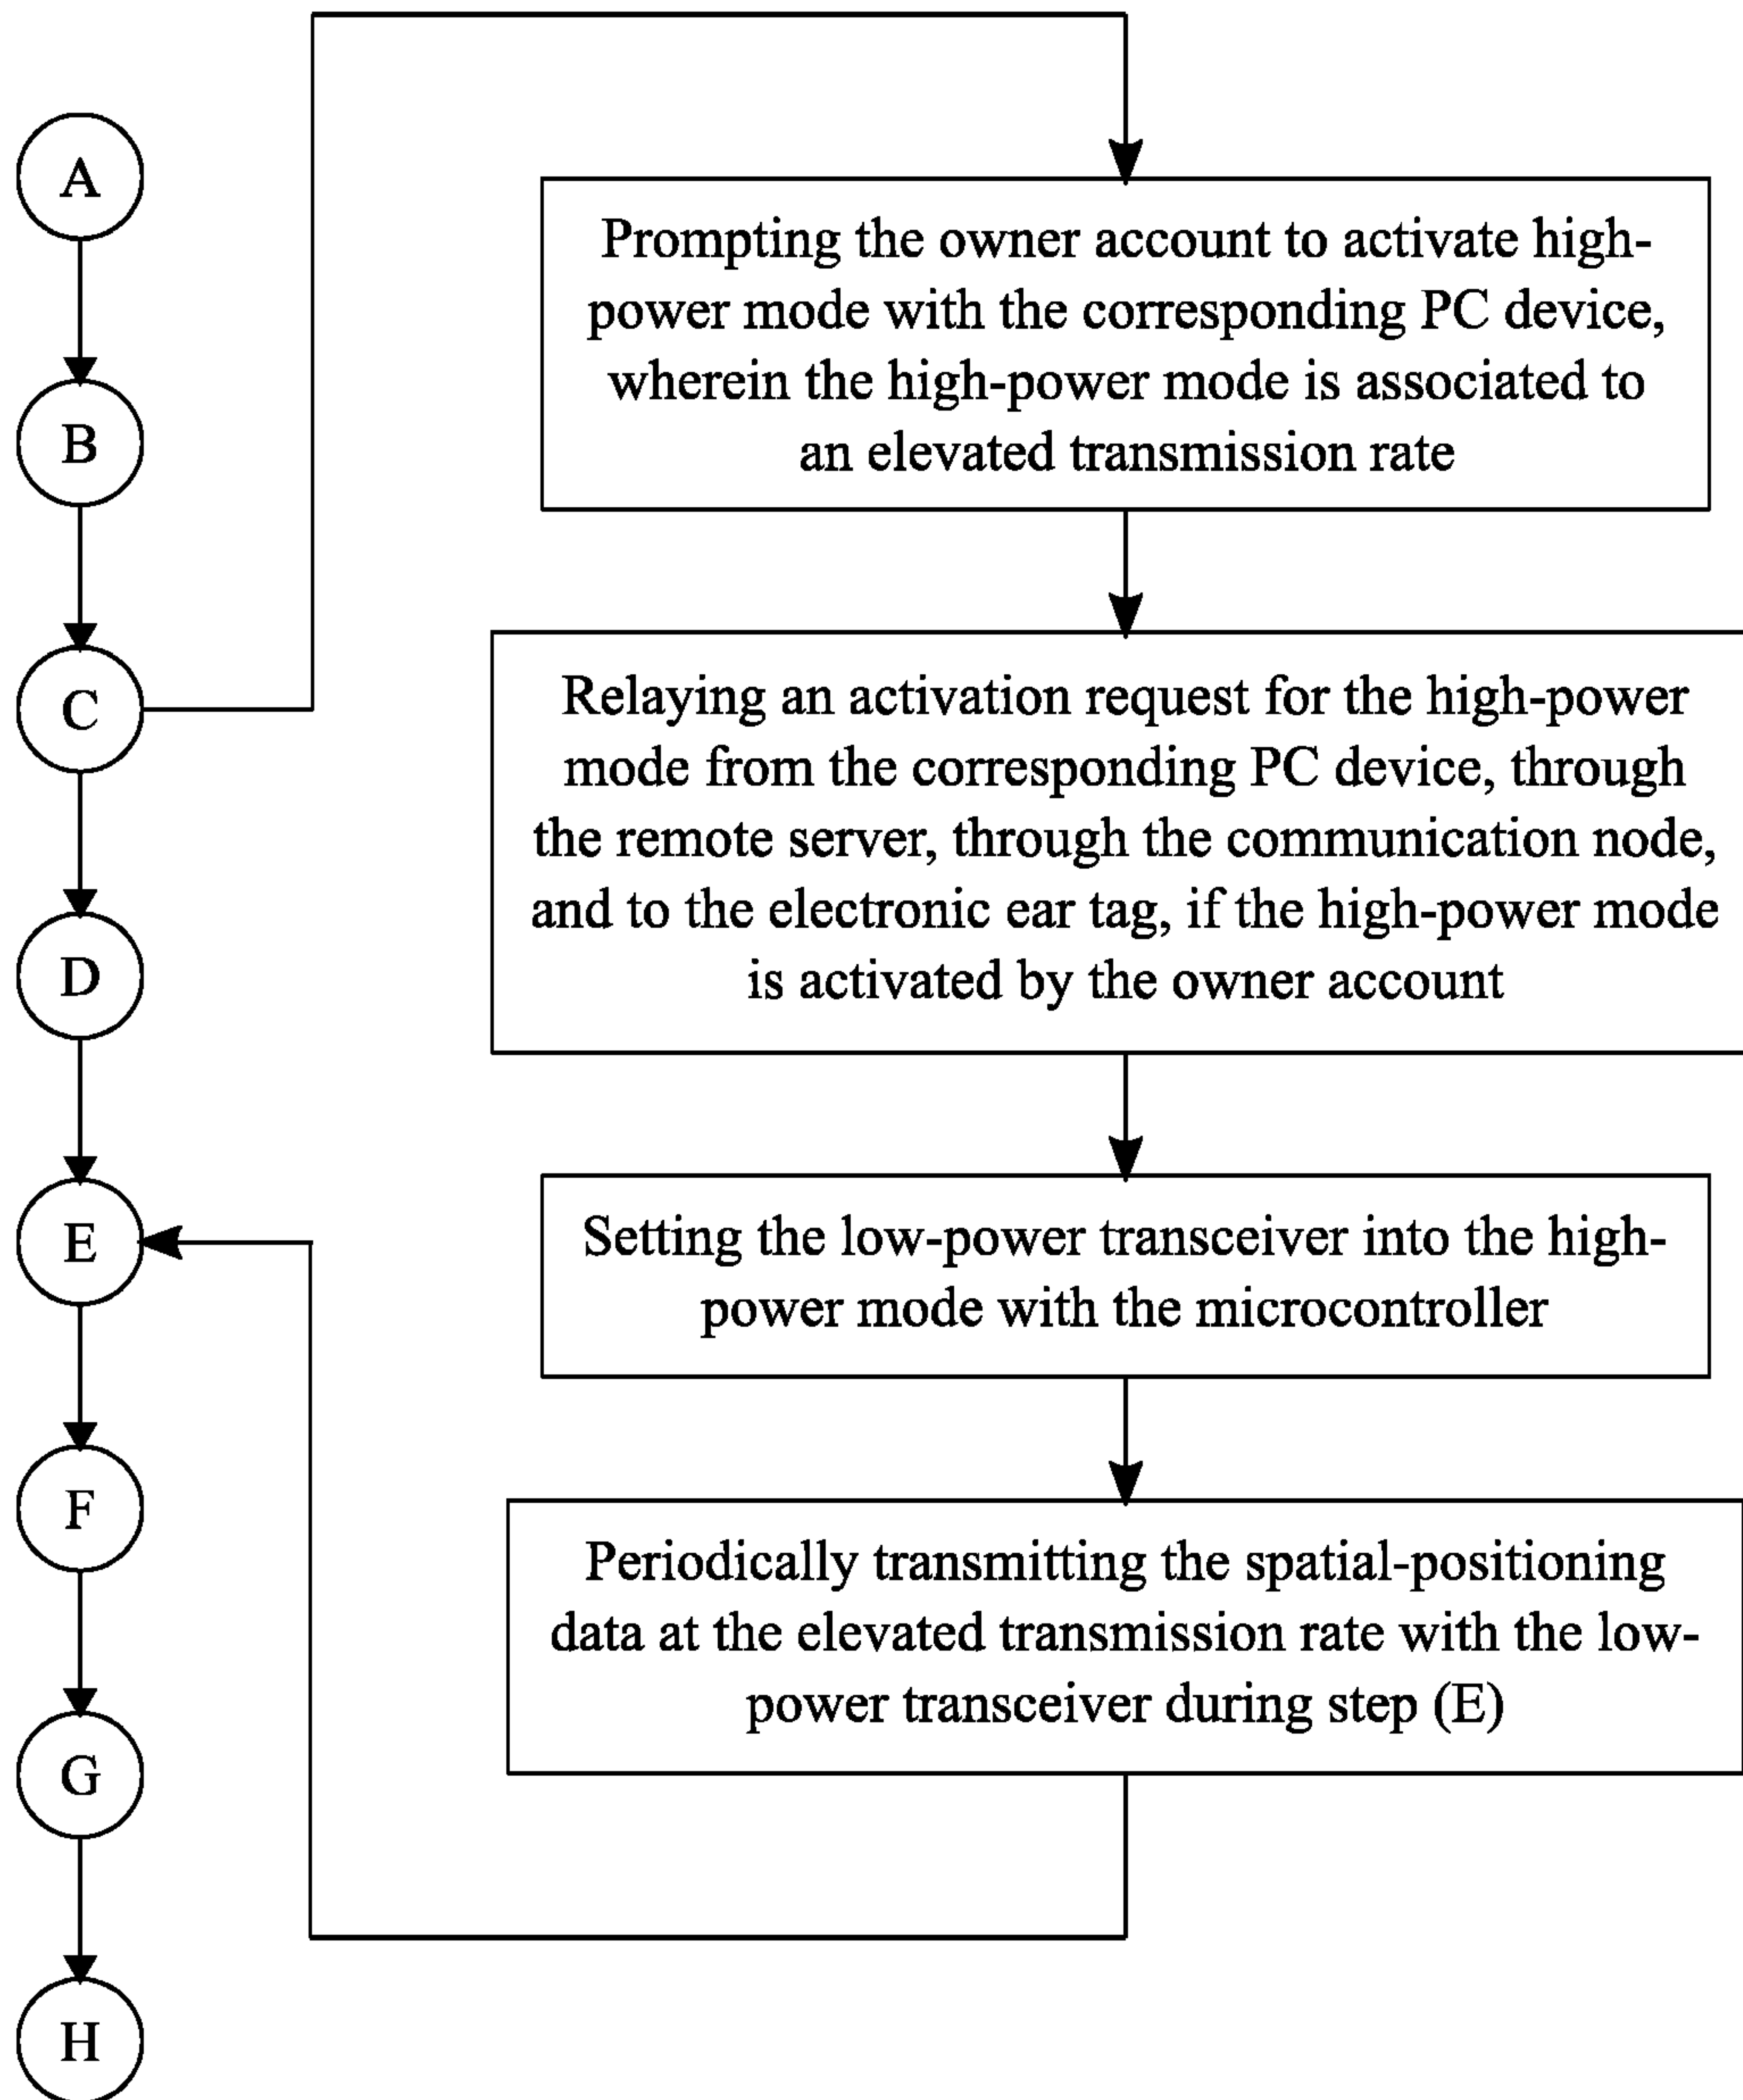 A
B
C
D
E
F
G
H
Prompting the owner account to activate high-
power mode with the corresponding PC device,
wherein the high-power mode is associated to
an elevated transmission rate
Relaying an activation request for the high-power
mode from the corresponding PC device, through
the remote server, through the communication node,
and to the electronic ear tag, if the high-power mode
is activated by the owner account
Setting the low-power transceiver into the high-
power mode with the microcontroller
Periodically transmitting the spatial-positioning
data at the elevated transmission rate with the low-
power transceiver during step (E)